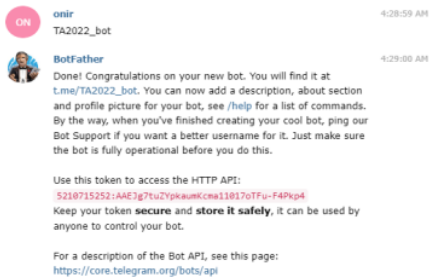 onir 4:28:59 AM
TA2022_bot
BotFather 4:29:00 AM
Done! Congratulations on your new bot. You will find it at
t.me/TA2022_bot. You can now add a description, about section
and profile picture for your bot, see /help for a list of commands.
By the way, when you've finished creating your cool bot, ping our
Bot Support if you want a better username for it. Just make sure
the bot is fully operational before you do this.
Use this token to access the HTTP API:
5210715252:AAEJg7tuZYpkaumKcma11017oTFu-F4Pkp4
Keep your token secure and store it safely, it can be used by
anyone to control your bot.
For a description of the Bot API, see this page:
https://core.telegram.org/bots/api
ON